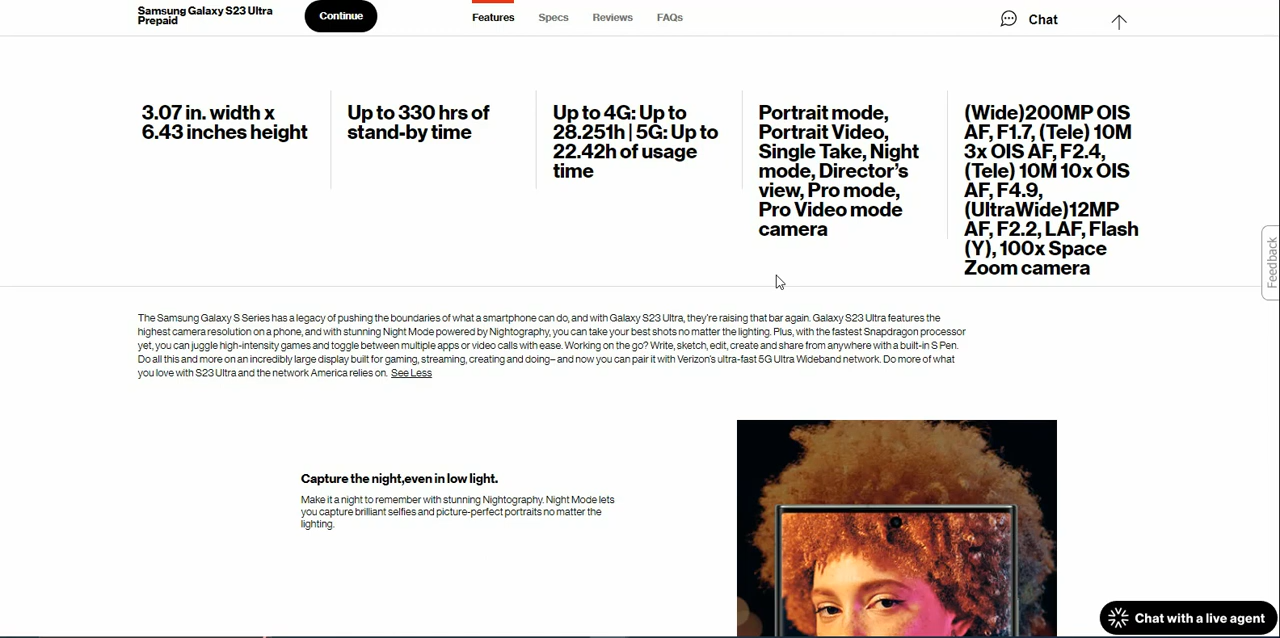 Samsung Galaxy S23 Ultra
Prepaid
Continue
Features
Specs
Reviews
FAQs
Chat
3.07 in. width x
6.43 inches height
Up to 330 hrs of
stand-by time
Up to 4G: Up to
28.251h | 5G: Up to
22.42h of usage
time
Portrait mode,
Portrait Video,
Single Take, Night
mode, Director's
view, Pro mode,
Pro Video mode
camera
(Wide)200MP OIS
AF, F1.7, (Tele) 10M
3x OIS AF, F2.4,
(Tele) 10M 10x OIS
AF, F4.9,
(UltraWide)12MP
AF, F2.2, LAF, Flash
(Y), 100x Space
Zoom camera
Feedback
The Samsung Galaxy S Series has a legacy of pushing the boundaries of what a smartphone can do, and with Galaxy S23 Ultra, they're raising that bar again. Galaxy S23 Ultra features the
highest camera resolution on a phone, and with stunning Night Mode powered by Nightography, you can take your best shots no matter the lighting. Plus, with the fastest Snapdragon processor
yet, you can juggle high-intensity games and toggle between multiple apps or video calls with ease. Working on the go? Write, sketch, edit, create and share from anywhere with a built-in S Pen.
Do all this and more on an incredibly large display built for gaming, streaming, creating and doing– and now you can pair it with Verizon's ultra-fast 5G Ultra Wideband network. Do more of what
you love with S23 Ultra and the network America relies on. See Less
Capture the night,even in low light.
Make it a night to remember with stunning Nightography. Night Mode lets
you capture brilliant selfies and picture-perfect portraits no matter the
lighting.
Chat with a live agent